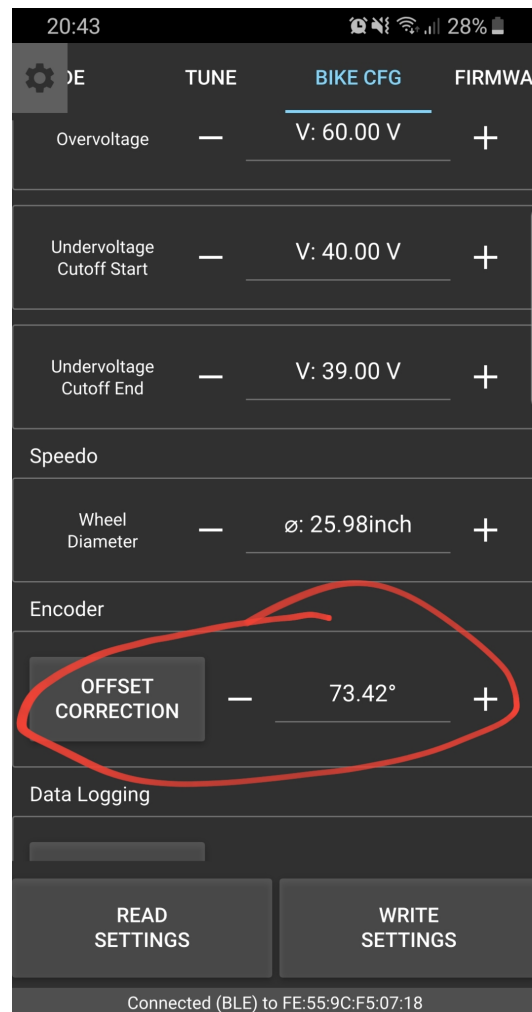 20:43
28%
DE TUNE BIKE CFG FIRMWA
Overvoltage
V: 60.00 V
Undervoltage
Cutoff Start
V: 40.00 V
Undervoltage
Cutoff End
V: 39.00 V
Speedo
Wheel
Diameter
⌀: 25.98inch
Encoder
OFFSET
CORRECTION
73.42°
Data Logging
READ
SETTINGS
WRITE
SETTINGS
Connected (BLE) to FE:55:9C:F5:07:18